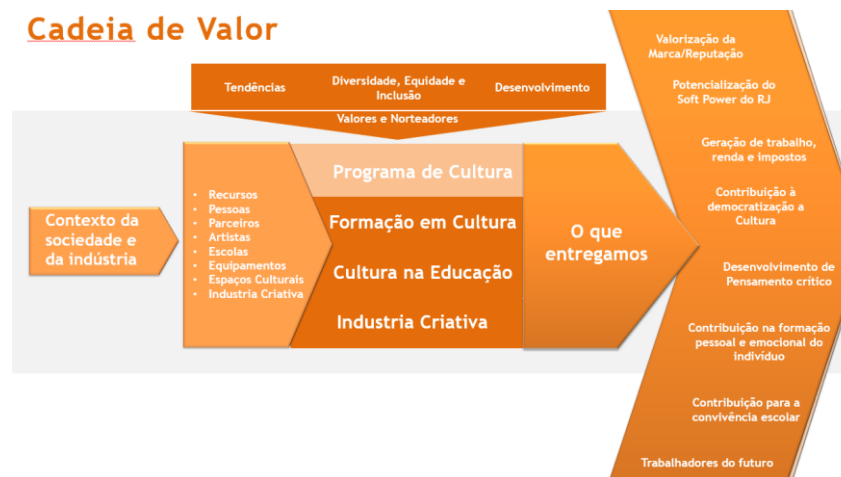 Cadeia de Valor
Tendências
Diversidade, Equidade e
Inclusão
Desenvolvimento
Valores e Norteadores
Contexto da
sociedade e
da indústria
• Recursos
• Pessoas
• Parceiros
• Artistas
• Escolas
• Equipamentos
• Espaços Culturais
• Industria Criativa
Programa de Cultura
Formação em Cultura
Cultura na Educação
Industria Criativa
O que
entregamos
Valorização da
Marca/Reputação
Potencialização do
Soft Power do RJ
Geração de trabalho,
renda e impostos
Contribuição à
democratização a
Cultura
Desenvolvimento de
Pensamento crítico
Contribuição na formação
pessoal e emocional do
indivíduo
Contribuição para a
convivência escolar
Trabalhadores do futuro